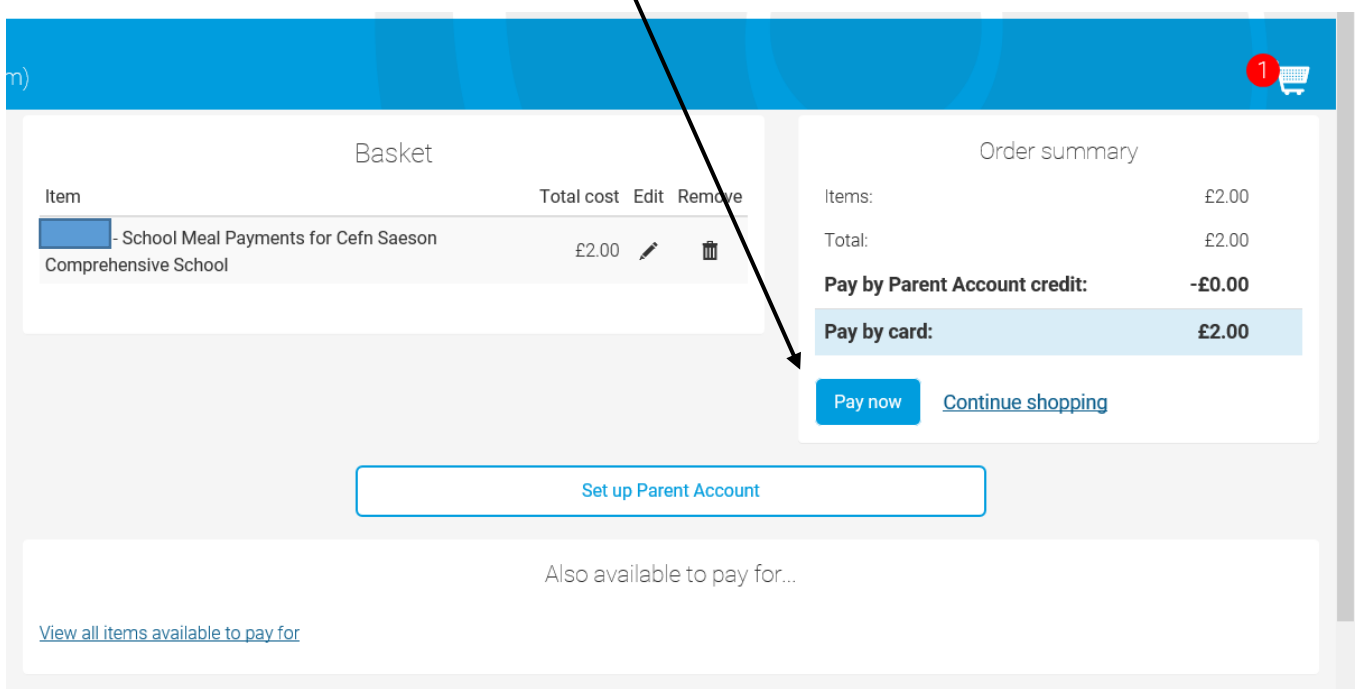 m)
1
Basket
Item Total cost Edit Remove
- School Meal Payments for Cefn Saeson
Comprehensive School
£2.00
Order summary
Items: £2.00
Total: £2.00
Pay by Parent Account credit: -£0.00
Pay by card: £2.00
Pay now Continue shopping
Set up Parent Account
Also available to pay for...
View all items available to pay for